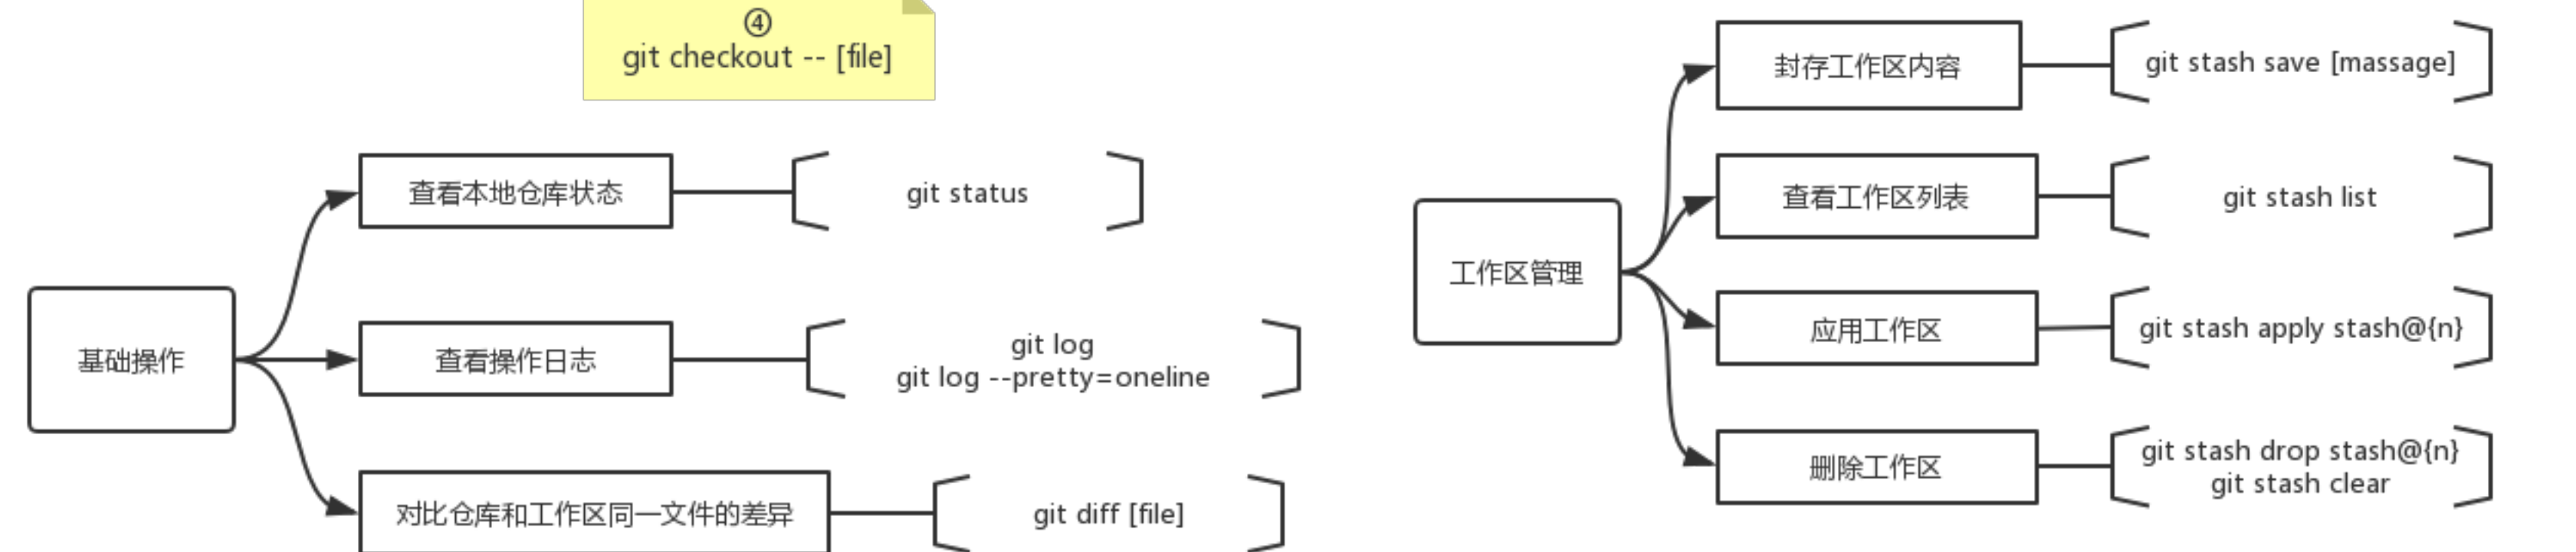 ④
git checkout -- [file]
基础操作
查看本地仓库状态
git status
查看操作日志
git log
git log --pretty=oneline
对比仓库和工作区同一文件的差异
git diff [file]
工作区管理
封存工作区内容
git stash save [massage]
查看工作区列表
git stash list
应用工作区
git stash apply stash@{n}
删除工作区
git stash drop stash@{n}
git stash clear